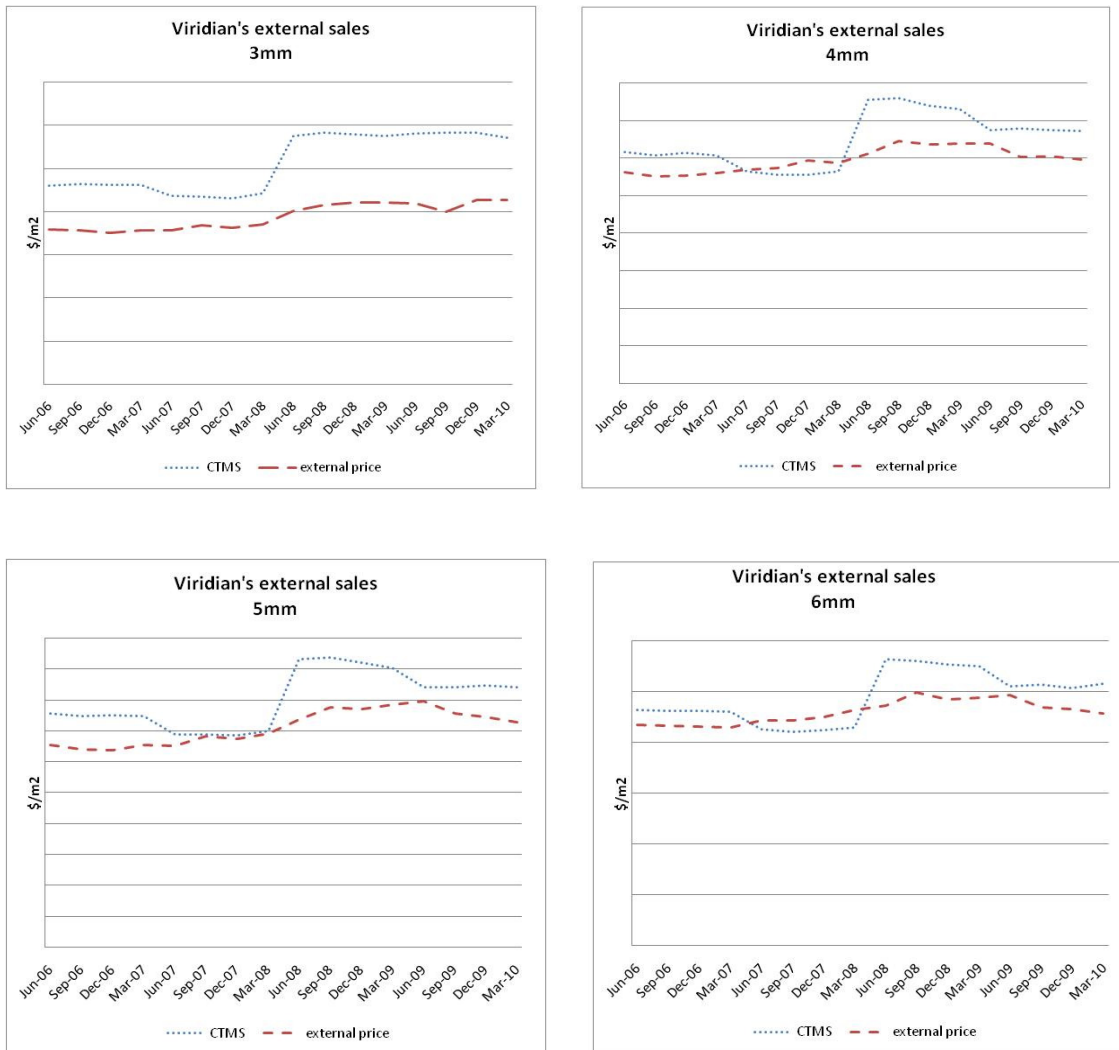 Viridian's external sales
3mm
$/m2
Jun-06
Sep-06
Dec-06
Mar-07
Jun-07
Sep-07
Dec-07
Mar-08
Jun-08
Sep-08
Dec-08
Mar-09
Jun-09
Sep-09
Dec-09
Mar-10
CTMS
external price
Viridian's external sales
4mm
$/m2
Jun-06
Sep-06
Dec-06
Mar-07
Jun-07
Sep-07
Dec-07
Mar-08
Jun-08
Sep-08
Dec-08
Mar-09
Jun-09
Sep-09
Dec-09
Mar-10
CTMS
external price
Viridian's external sales
5mm
$/m2
Jun-06
Sep-06
Dec-06
Mar-07
Jun-07
Sep-07
Dec-07
Mar-08
Jun-08
Sep-08
Dec-08
Mar-09
Jun-09
Sep-09
Dec-09
Mar-10
CTMS
external price
Viridian's external sales
6mm
$/m2
Jun-06
Sep-06
Dec-06
Mar-07
Jun-07
Sep-07
Dec-07
Mar-08
Jun-08
Sep-08
Dec-08
Mar-09
Jun-09
Sep-09
Dec-09
Mar-10
CTMS
external price